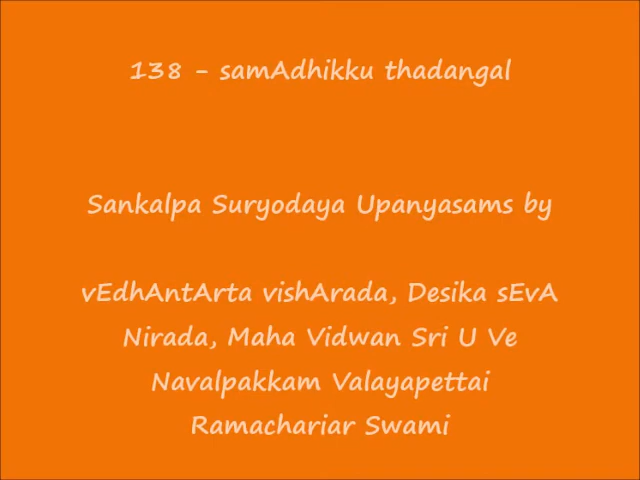 138 - samAdhikku thadangal
Sankalpa Suryodaya Upanyasams by
vEdhAntArta vishArada, Desika sEvA
Nirada, Maha Vidwan Sri U Ve
Navalpakkam Valayapettai
Ramachariar Swami